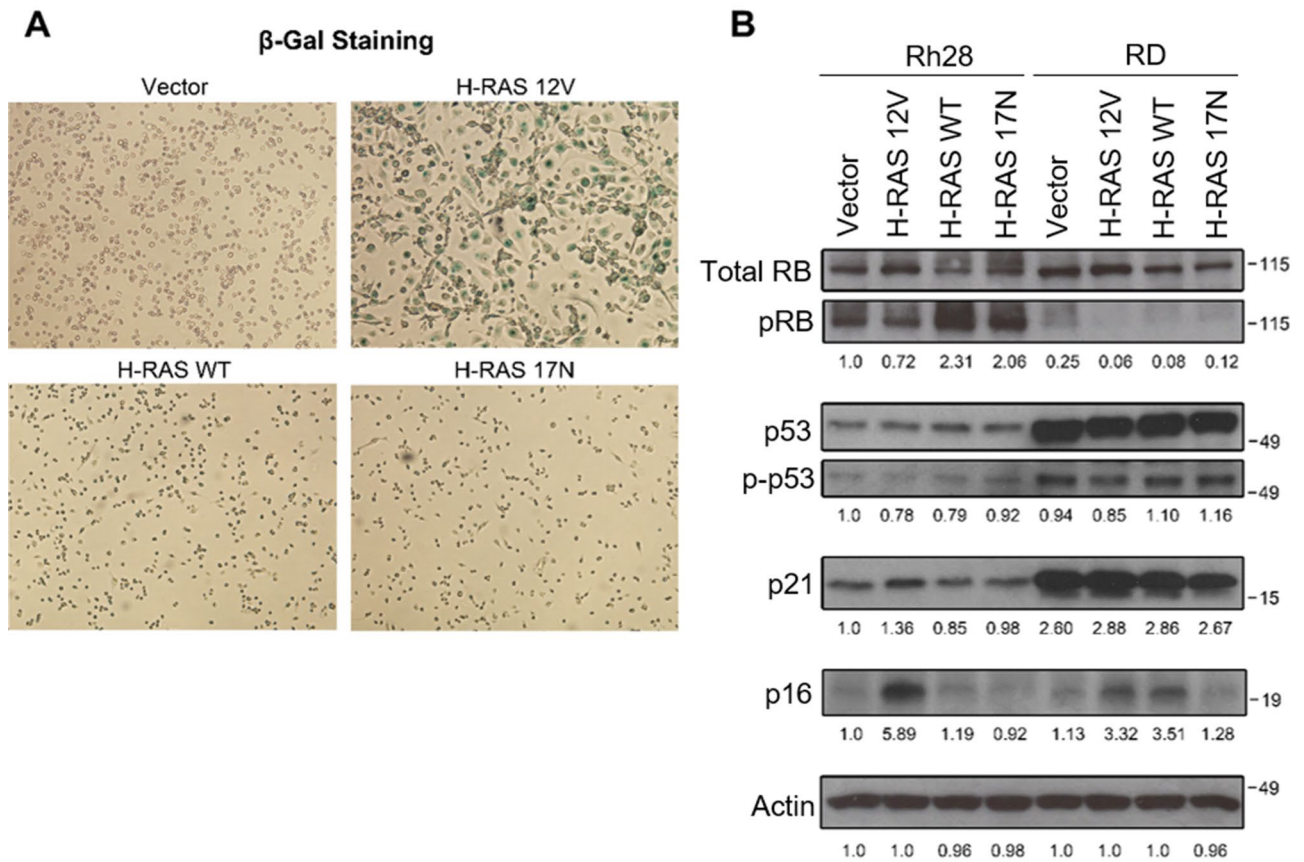 A
β-Gal Staining
Vector
H-RAS 12V
H-RAS WT
H-RAS 17N
B
Rh28
RD
Vector
H-RAS 12V
H-RAS WT
H-RAS 17N
Vector
H-RAS 12V
H-RAS WT
H-RAS 17N
Total RB
-115
pRB
-115
1.0 0.72 2.31 2.06 0.25 0.06 0.08 0.12
p53
-49
p-p53
-49
1.0 0.78 0.79 0.92 0.94 0.85 1.10 1.16
p21
-15
1.0 1.36 0.85 0.98 2.60 2.88 2.86 2.67
p16
-19
1.0 5.89 1.19 0.92 1.13 3.32 3.51 1.28
Actin
-49
1.0 1.0 0.96 0.98 1.0 1.0 1.0 0.96